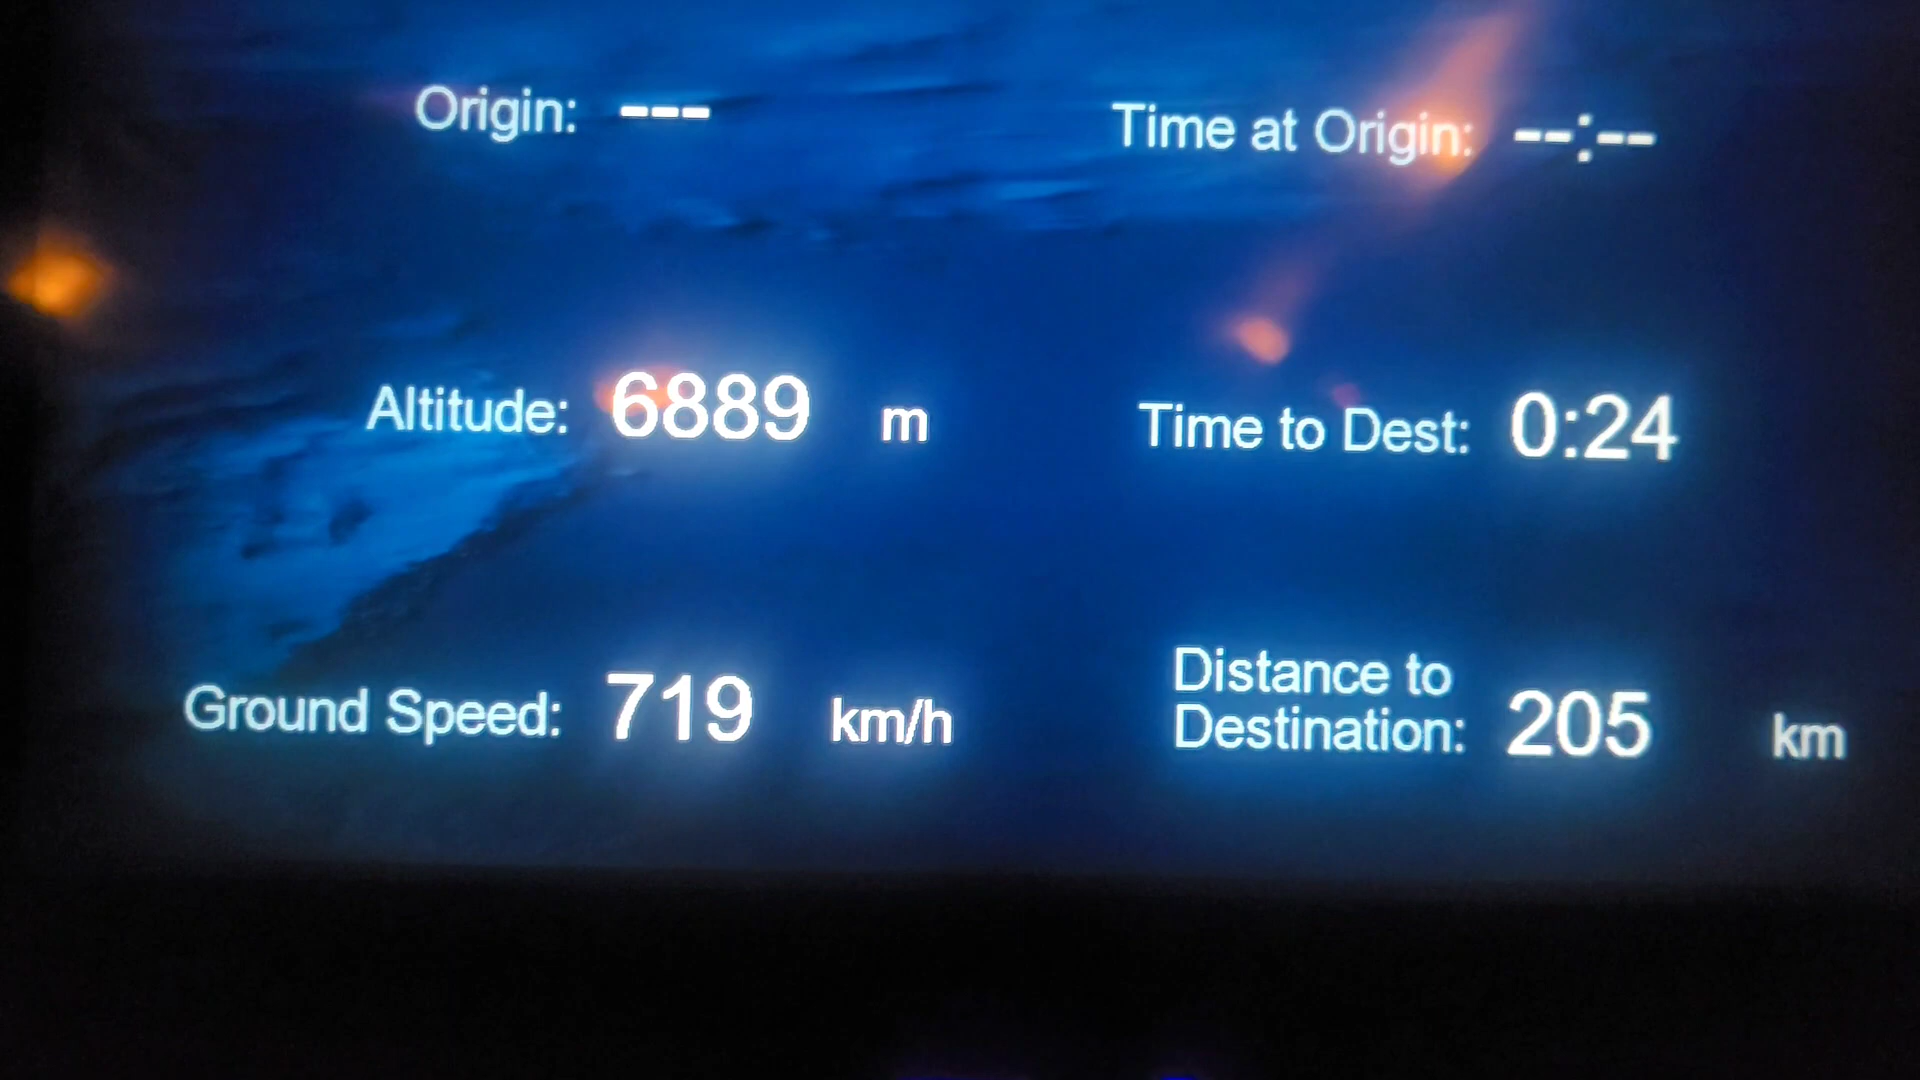 Origin: ---
Time at Origin: --:--
Altitude: 6889 m
Time to Dest: 0:24
Ground Speed: 719 km/h
Distance to
Destination: 205 km